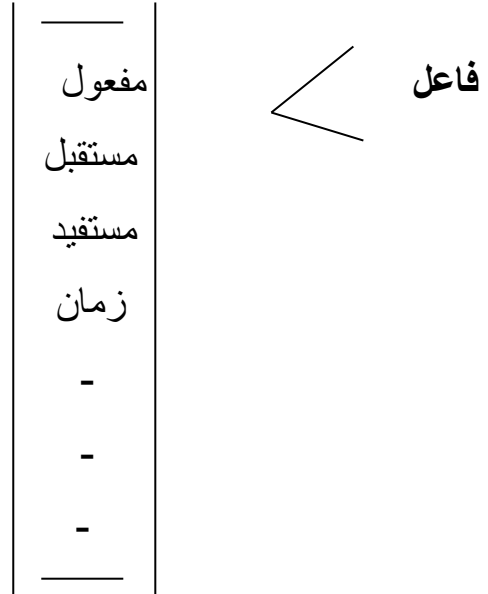 فاعل
مفعول
مستقبل
مستفيد
زمان
-
-
-